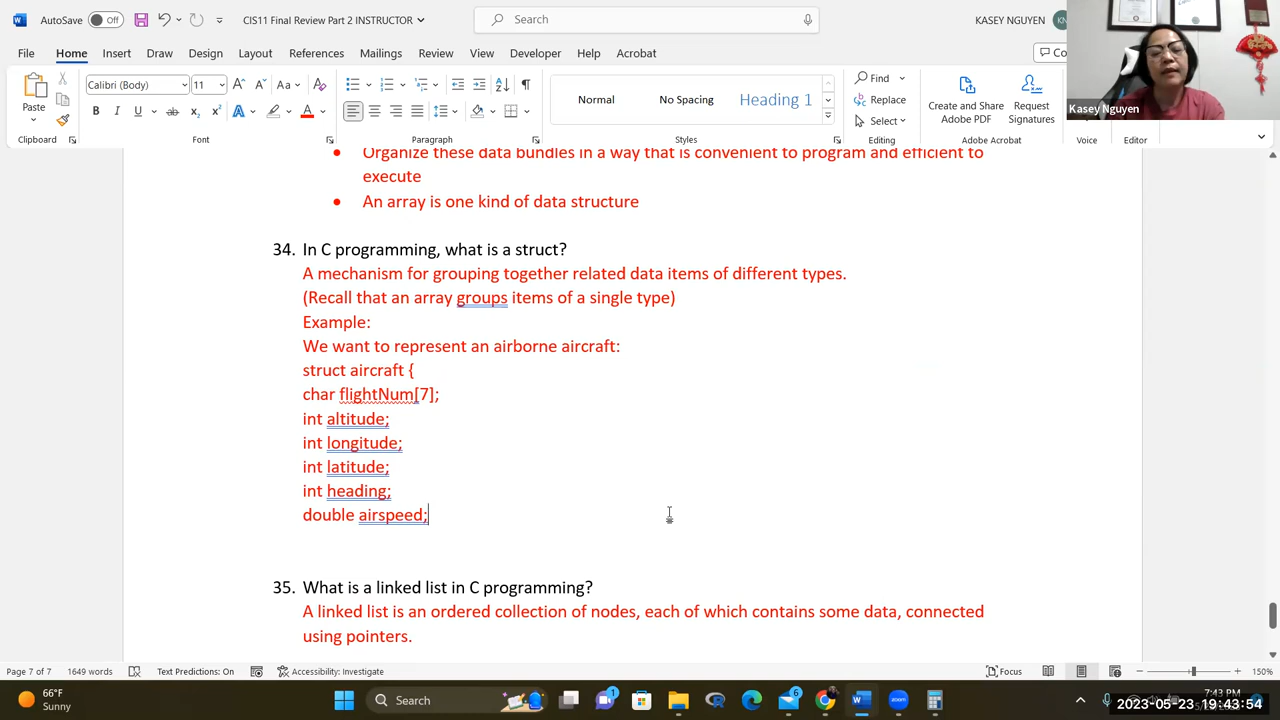 AutoSave Off CIS11 Final Review Part 2 INSTRUCTOR Search KASEY NGUYEN KN
File Home Insert Draw Design Layout References Mailings Review View Developer Help Acrobat Co
Paste Calibri (Body) 11 A A Aa A Find
B I U ab A A Normal No Spacing Heading 1 Replace Create and Share Adobe PDF Request Signatures
Select
Kasey Nguyen
Clipboard Font Paragraph Styles Editing Adobe Acrobat Voice Editor
• Organize these data bundles in a way that is convenient to program and efficient to
execute
• An array is one kind of data structure
34. In C programming, what is a struct?
A mechanism for grouping together related data items of different types.
(Recall that an array groups items of a single type)
Example:
We want to represent an airborne aircraft:
struct aircraft {
char flightNum[7];
int altitude;
int longitude;
int latitude;
int heading;
double airspeed;
35. What is a linked list in C programming?
A linked list is an ordered collection of nodes, each of which contains some data, connected
using pointers.
Page 7 of 7 1649 words Text Predictions: On Accessibility: Investigate Focus 150%
66°F
Sunny
Search
1
6
zoom
7:43 PM
2023-05-23 19:43:54